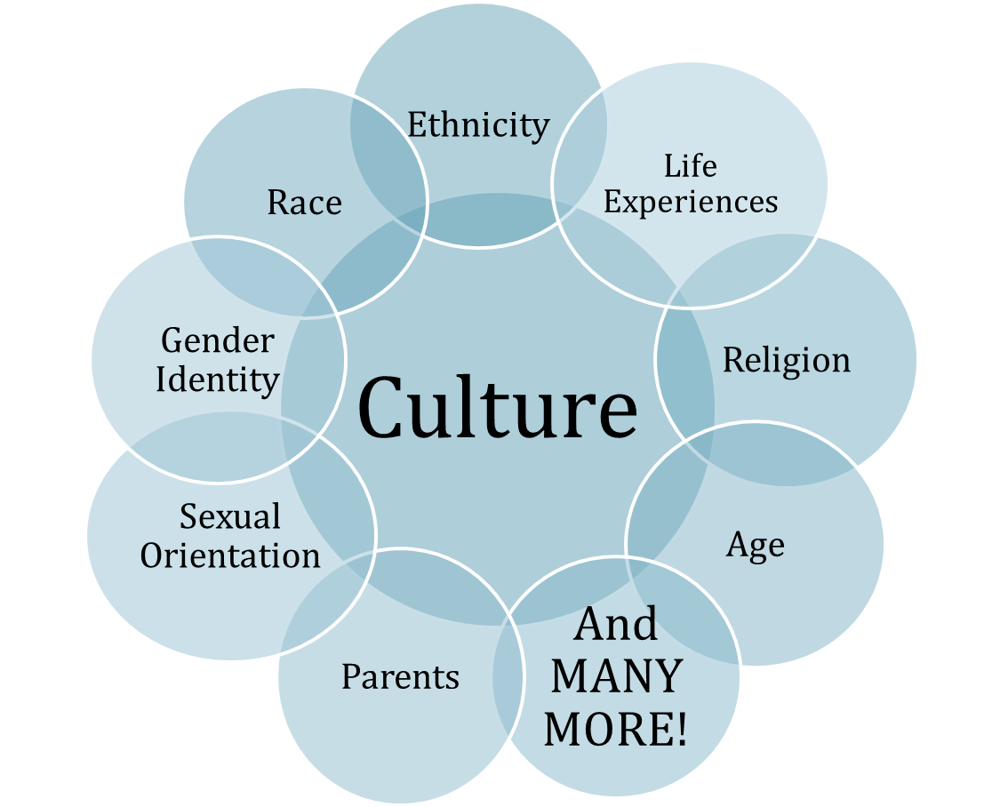 Ethnicity
Life
Experiences
Race
Gender
Identity
Religion
Culture
Sexual
Orientation
Age
Parents
And
MANY
MORE!